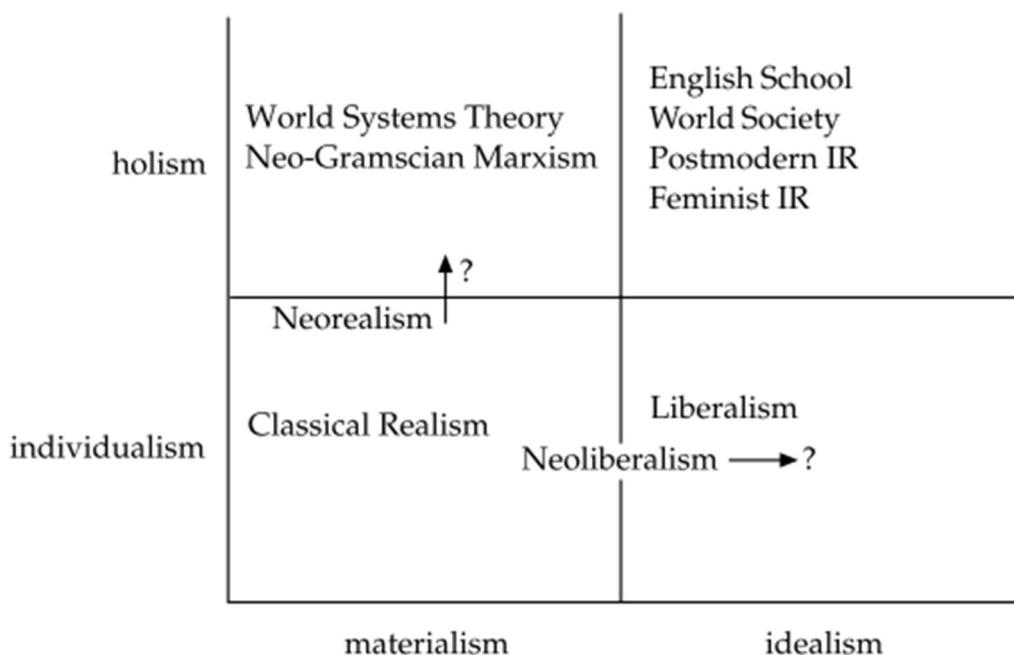 English School
World Systems Theory
World Society
holism
Neo-Gramscian Marxism
Postmodern IR
Feminist IR
?
Neorealism
Classical Realism
Liberalism
individualism
Neoliberalism
?
materialism
idealism